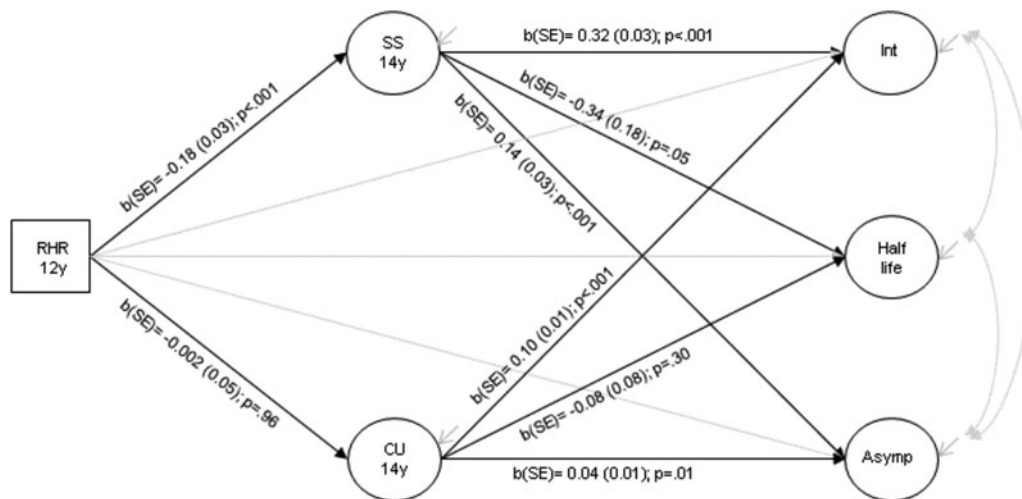 SS
14y
b(SE)= 0.32 (0.03); p<.001
Int
b(SE)= -0.34 (0.18); p=.05
b(SE)= 0.14 (0.03); p<.001
b(SE)= -0.18 (0.03); p<.001
RHR
12y
Half
life
b(SE)= -0.002 (0.05); p=.96
b(SE)= 0.10 (0.01); p<.001
b(SE)= -0.08 (0.08); p=.30
CU
14y
b(SE)= 0.04 (0.01); p=.01
Asymp